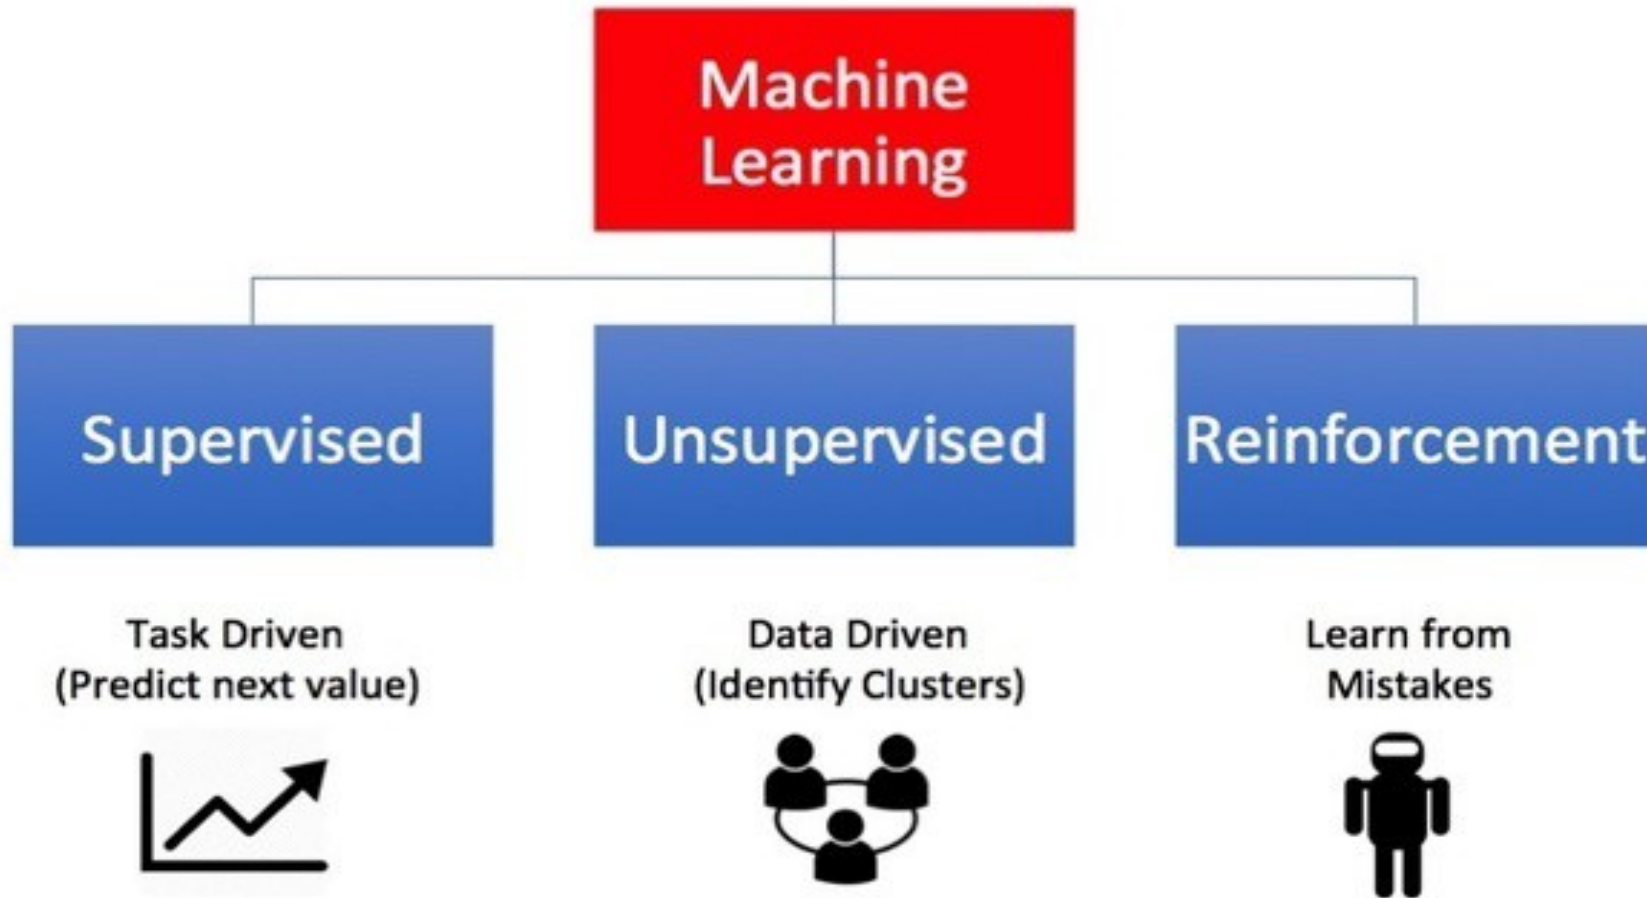 Machine
Learning
Supervised
Unsupervised
Reinforcement
Task Driven
(Predict next value)
Data Driven
(Identify Clusters)
Learn from
Mistakes